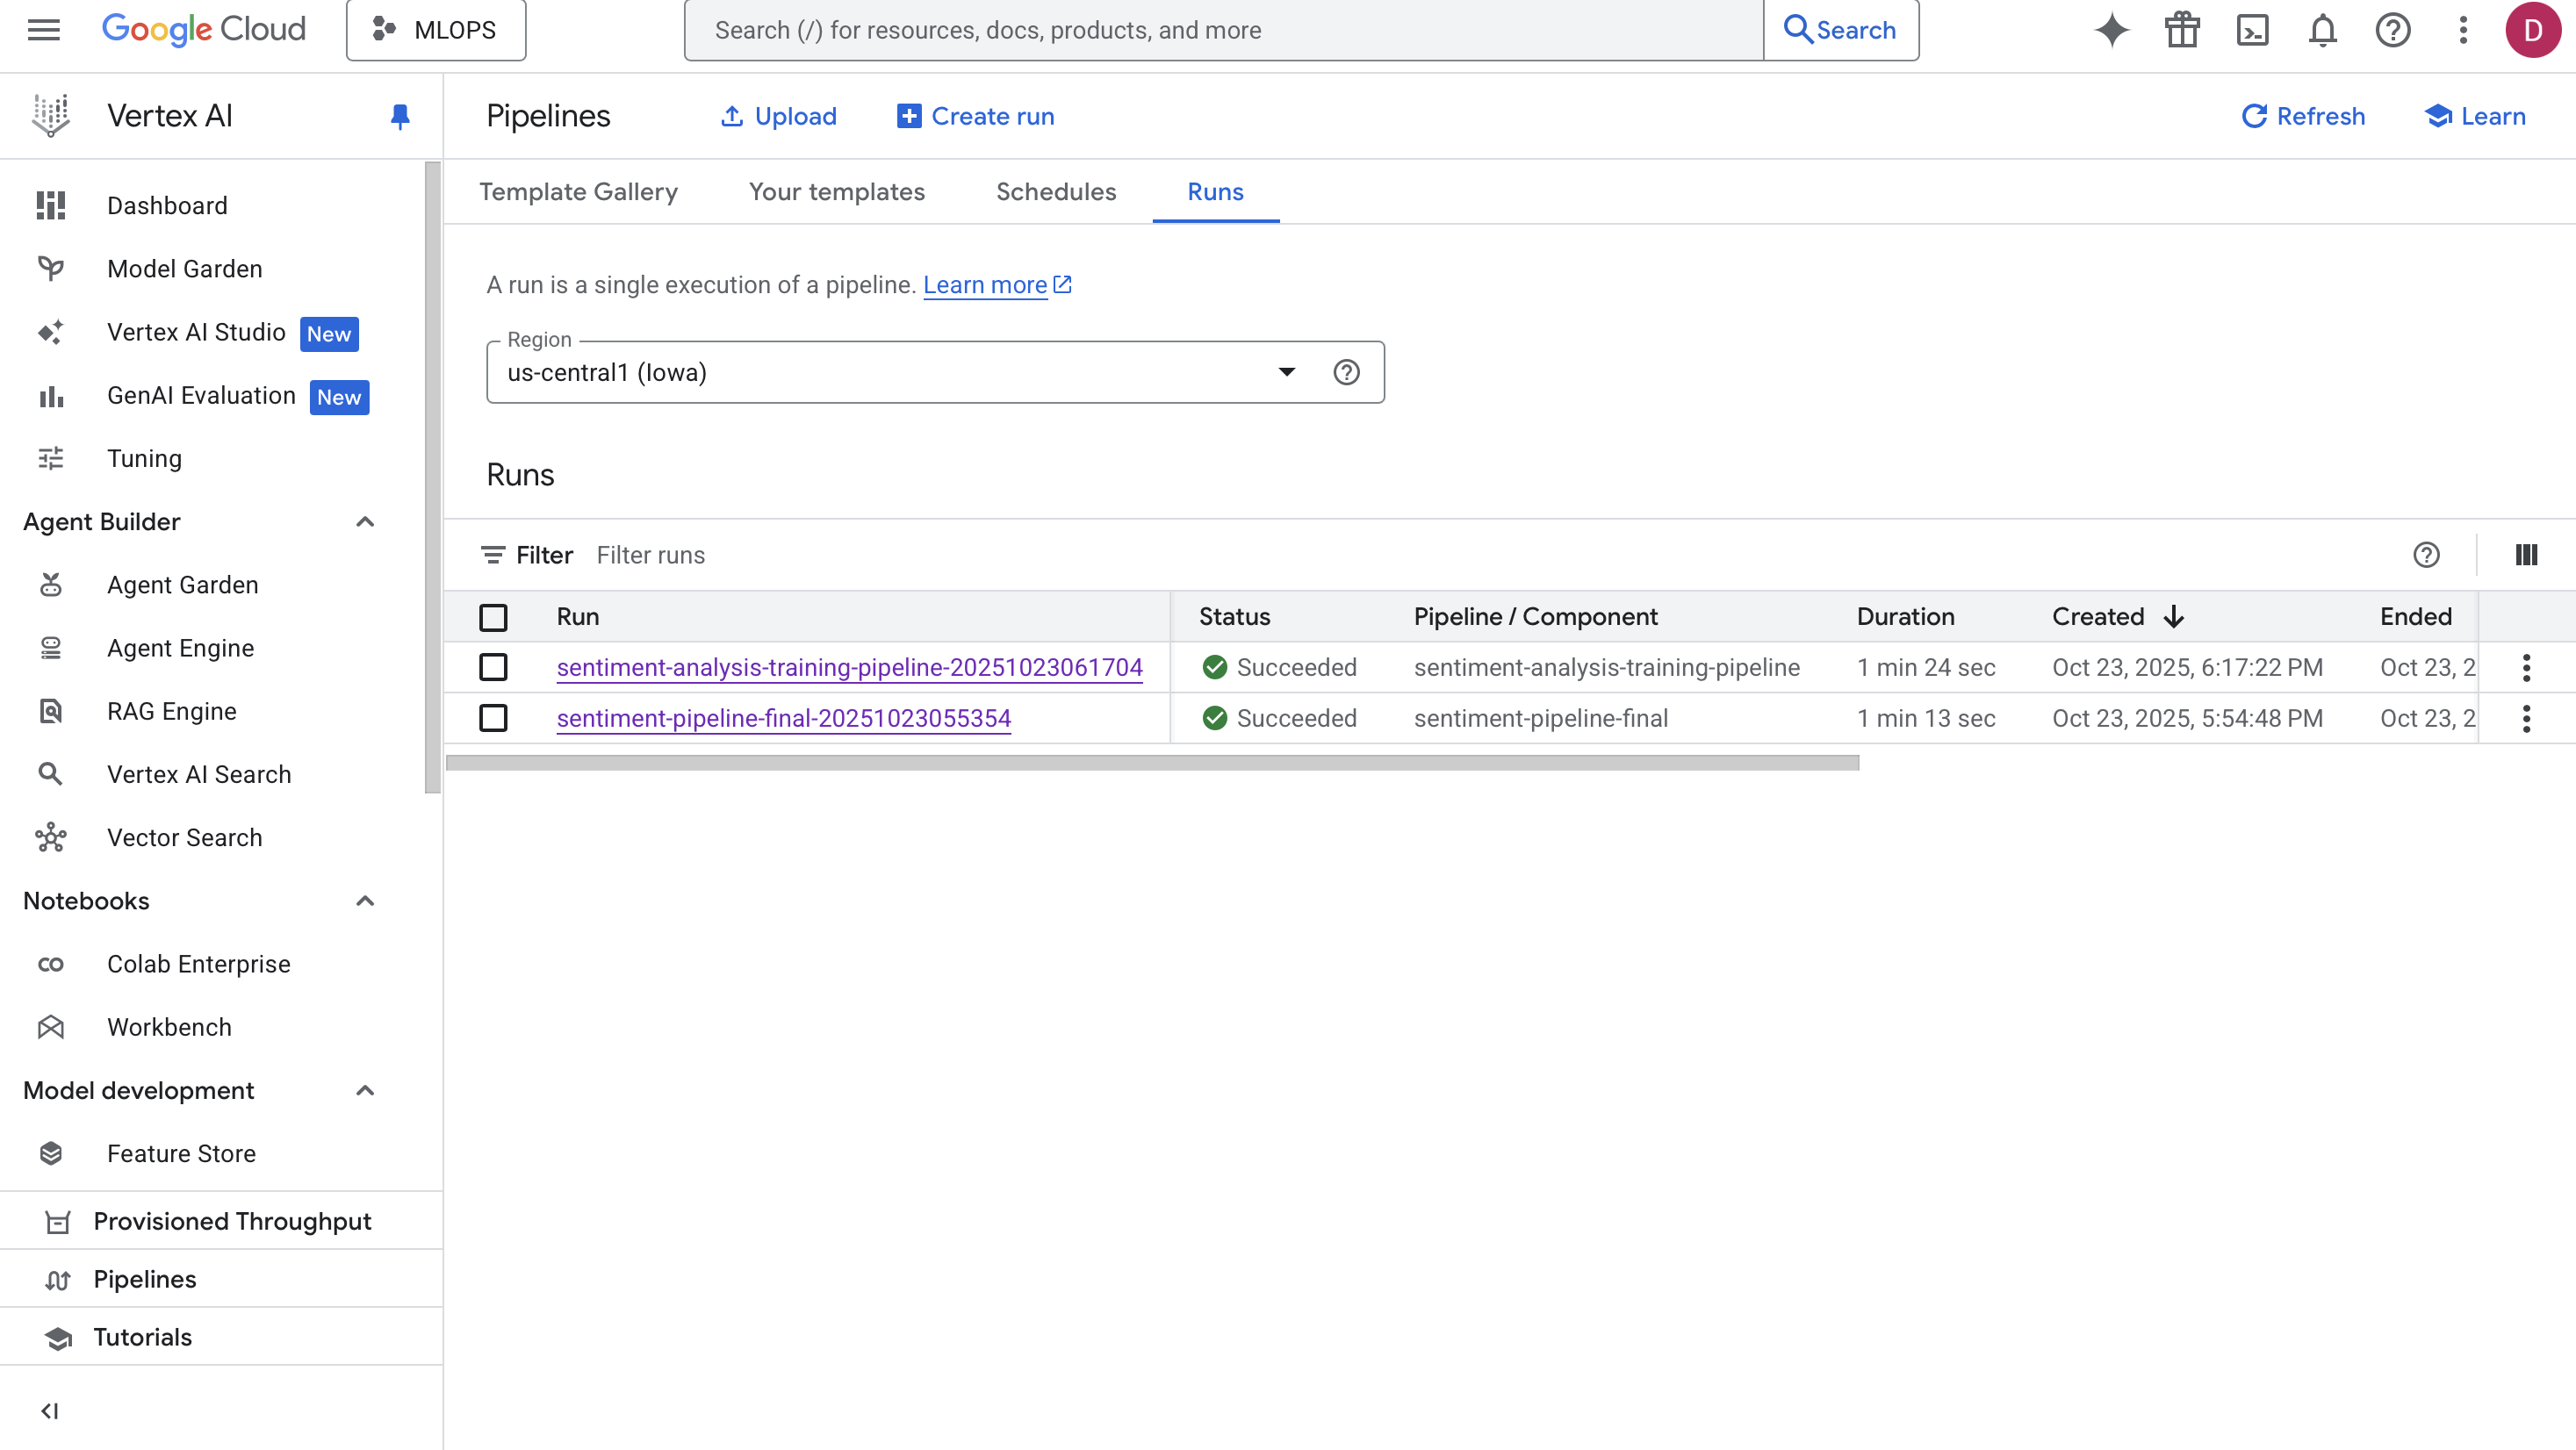 Google Cloud
MLOPS
Search (/) for resources, docs, products, and more
Search
D
Vertex AI
Pipelines
Upload
Create run
Refresh
Learn
Dashboard
Model Garden
Vertex AI Studio New
GenAI Evaluation New
Tuning
Agent Builder
Agent Garden
Agent Engine
RAG Engine
Vertex AI Search
Vector Search
Notebooks
Colab Enterprise
Workbench
Model development
Feature Store
Provisioned Throughput
Pipelines
Tutorials
Template Gallery Your templates Schedules Runs
A run is a single execution of a pipeline. Learn more
Region
us-central1 (Iowa)
Runs
Filter Filter runs
Run Status Pipeline / Component Duration Created Ended
sentiment-analysis-training-pipeline-20251023061704 Succeeded sentiment-analysis-training-pipeline 1 min 24 sec Oct 23, 2025, 6:17:22 PM Oct 23, 2
sentiment-pipeline-final-20251023055354 Succeeded sentiment-pipeline-final 1 min 13 sec Oct 23, 2025, 5:54:48 PM Oct 23, 2